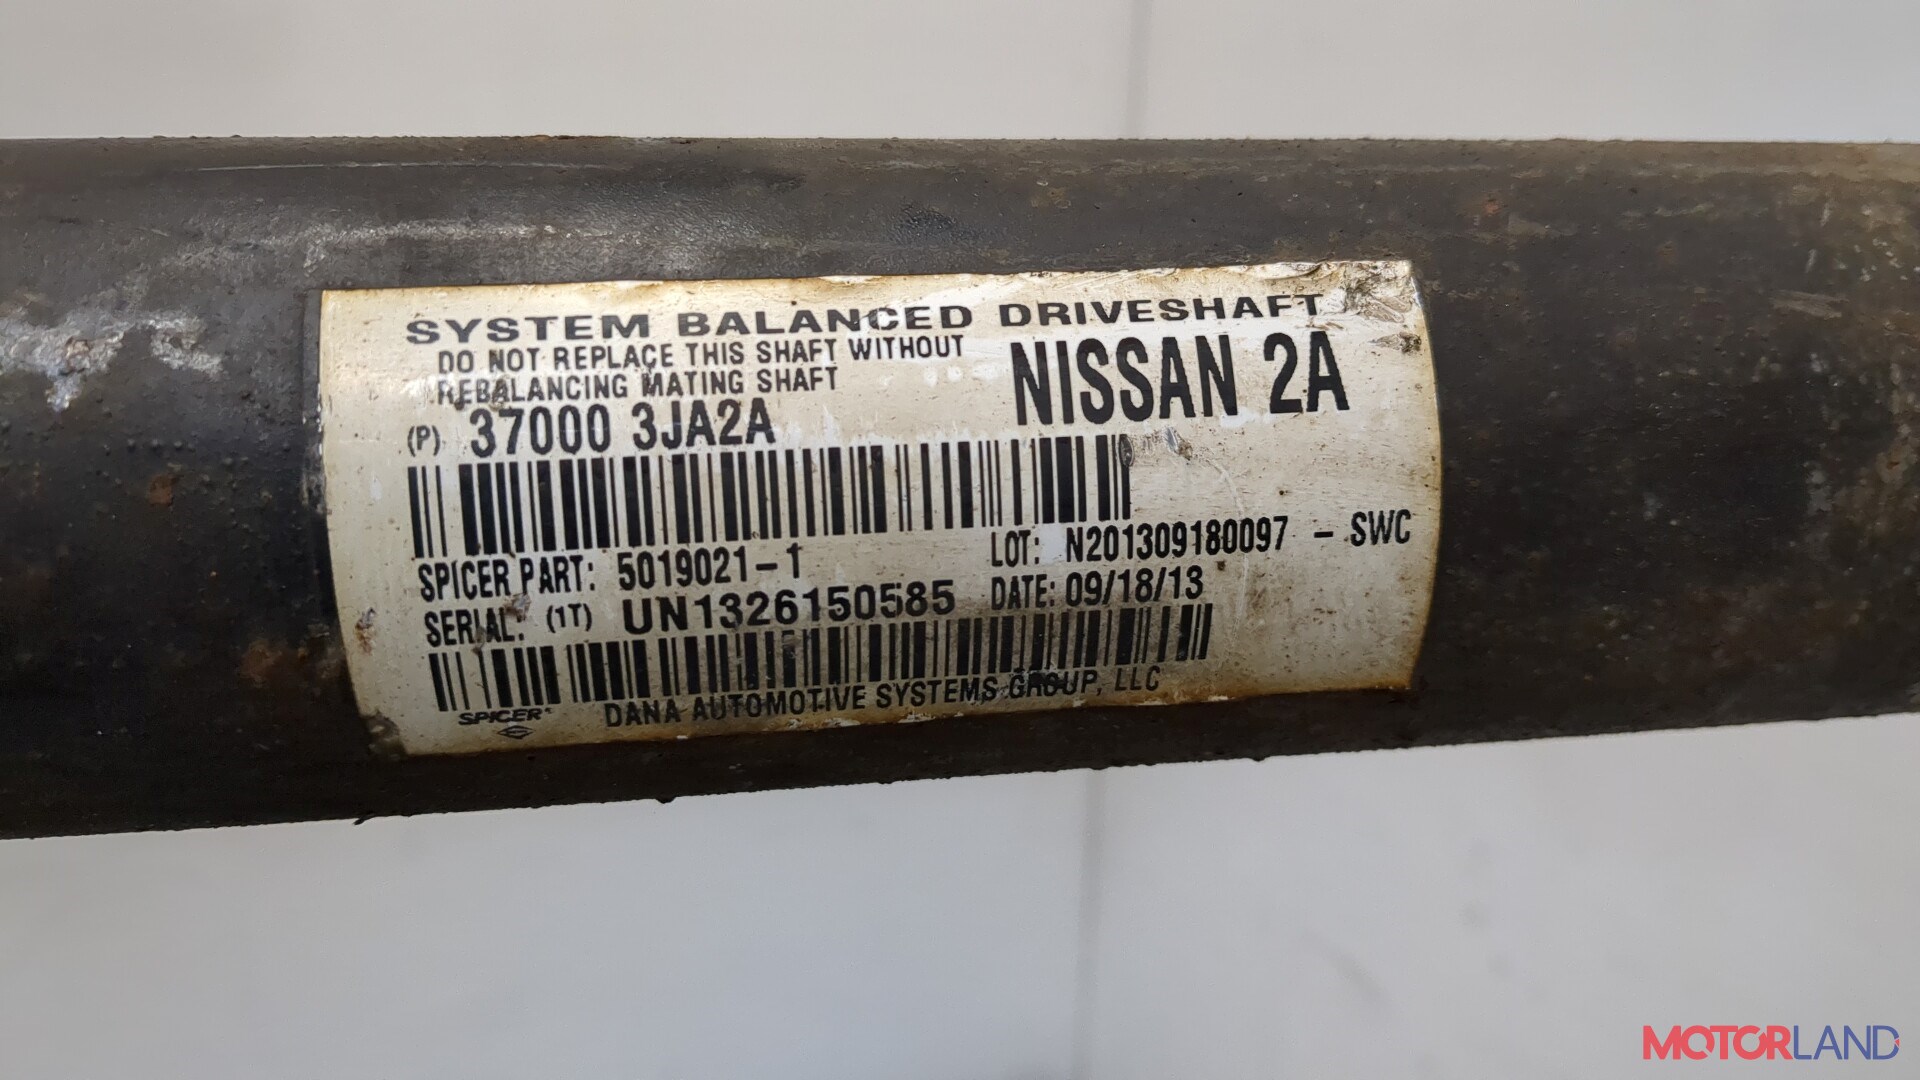 SYSTEM BALANCED DRIVESHAFT
DO NOT REPLACE THIS SHAFT WITHOUT
REBALANCING MATING SHAFT
NISSAN 2A
(P) 37000 3JA2A
SPICER PART: 5019021-1
LOT: N201309180097 - SWC
SERIAL: (1T) UN1326150585
DATE: 09/18/13
SPICER
DANA AUTOMOTIVE SYSTEMS GROUP, LLC
MOTORLAND